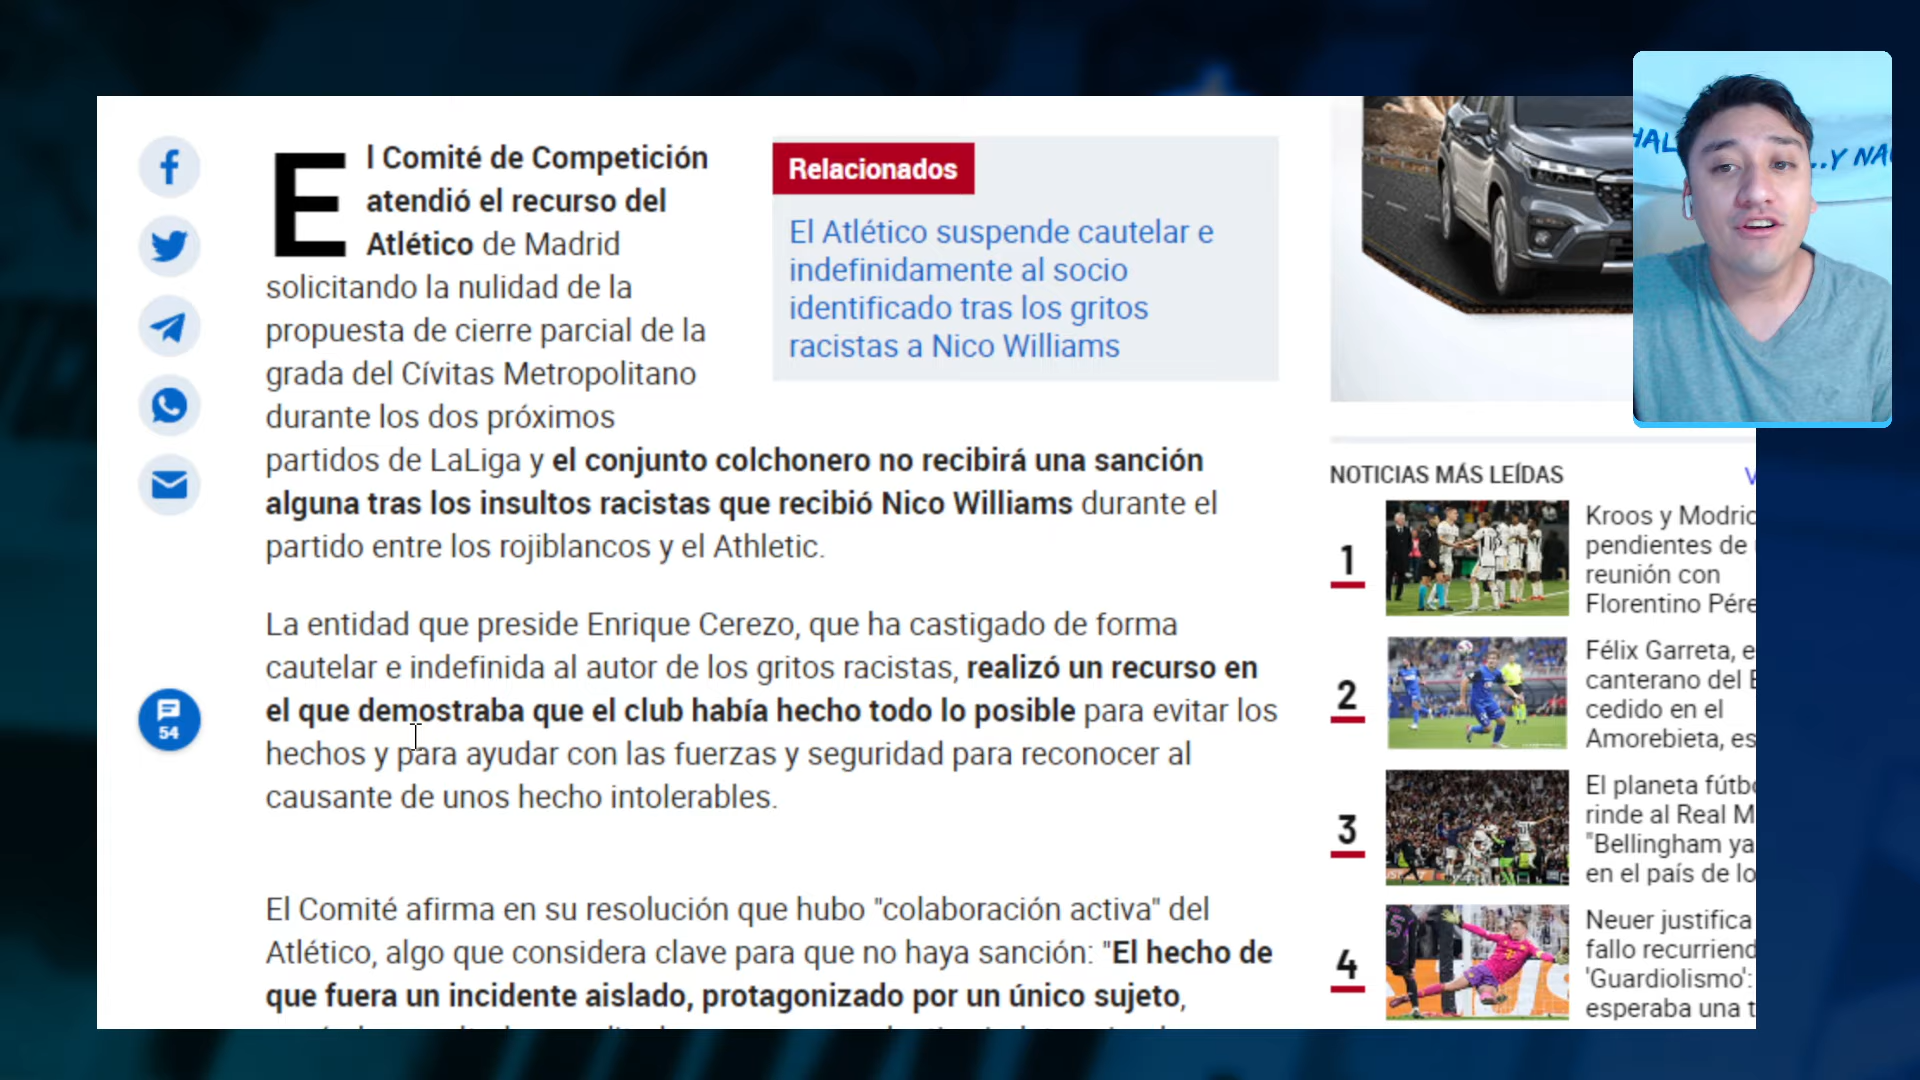 El Comité de Competición
atendió el recurso del
Atlético de Madrid
solicitando la nulidad de la
propuesta de cierre parcial de la
grada del Cívitas Metropolitano
durante los dos próximos
partidos de LaLiga y el conjunto colchonero no recibirá una sanción
alguna tras los insultos racistas que recibió Nico Williams durante el
partido entre los rojiblancos y el Athletic.
La entidad que preside Enrique Cerezo, que ha castigado de forma
cautelar e indefinida al autor de los gritos racistas, realizó un recurso en
el que demostraba que el club había hecho todo lo posible para evitar los
hechos y para ayudar con las fuerzas y seguridad para reconocer al
causante de unos hecho intolerables.
El Comité afirma en su resolución que hubo "colaboración activa" del
Atlético, algo que considera clave para que no haya sanción: "El hecho de
que fuera un incidente aislado, protagonizado por un único sujeto,
Relacionados
El Atlético suspende cautelar e
indefinidamente al socio
identificado tras los gritos
racistas a Nico Williams
54
NOTICIAS MÁS LEÍDAS
1
Kroos y Modric
pendientes de
reunión con
Florentino Pére
2
Félix Garreta, e
canterano del
cedido en el
Amorebieta, es
3
El planeta fútb
rinde al Real M
"Bellingham ya
en el país de lo
4
Neuer justifica
fallo recurriend
'Guardiolismo':
esperaba una t
HAL
...Y NA